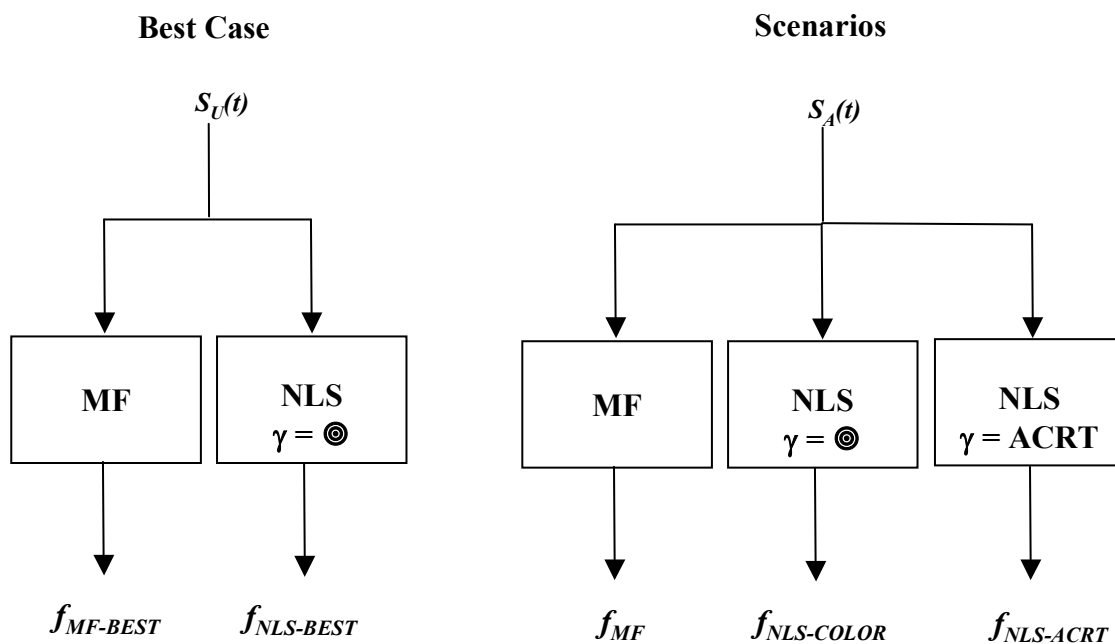 Best Case
S_U(t)
MF
NLS
γ = ⌾
f_MF-BEST
f_NLS-BEST
Scenarios
S_A(t)
MF
NLS
γ = ⌾
NLS
γ = ACRT
f_MF
f_NLS-COLOR
f_NLS-ACRT